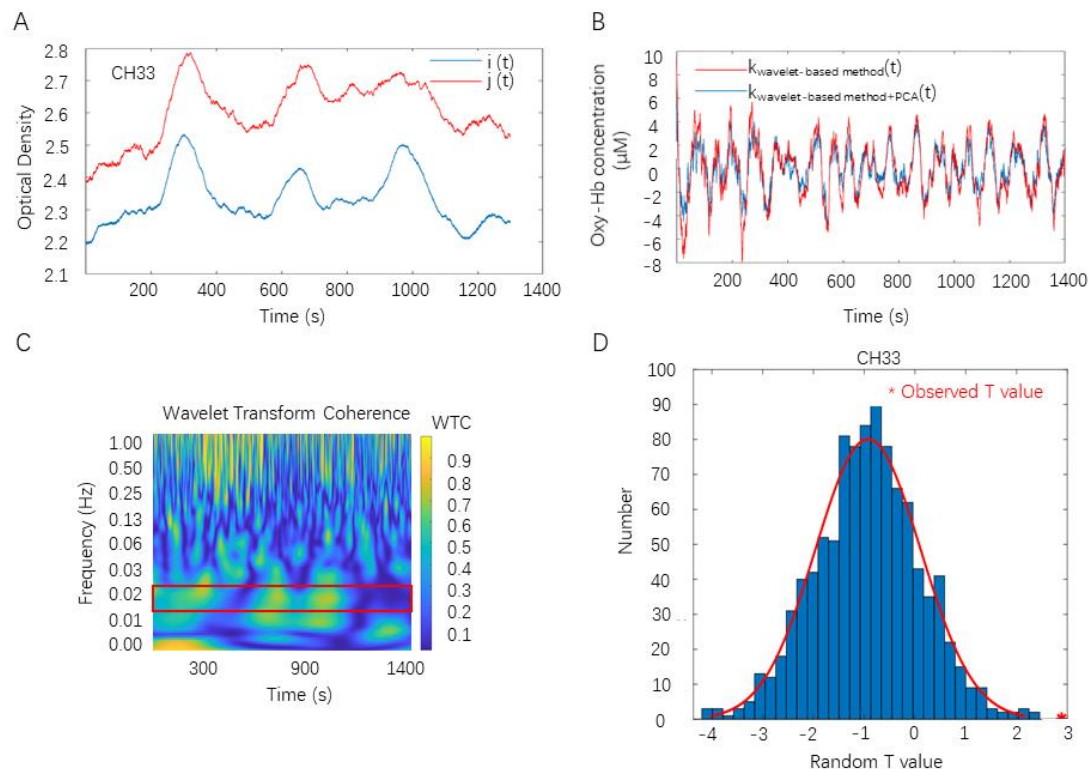 A
2.8
2.7
2.6
2.5
2.4
2.3
2.2
2.1
Optical Density
CH33
i (t)
j (t)
0 200 400 600 800 1000 1200 1400
Time (s)
B
10
8
6
4
2
0
-2
-4
-6
-8
Oxy-Hb concentration
(μM)
kwavelet-based method(t)
kwavelet-based method+PCA(t)
200 400 600 800 1000 1200 1400
Time (s)
C
Wavelet Transform Coherence
WTC
1.00
0.50
0.25
0.13
0.06
0.03
0.02
0.01
0.00
Frequency (Hz)
0.9
0.8
0.7
0.6
0.5
0.4
0.3
0.2
0.1
300 900 1400
Time (s)
D
CH33
* Observed T value
100
90
80
70
60
50
40
30
20
10
0
Number
-4 -3 -2 -1 0 1 2 3
Random T value